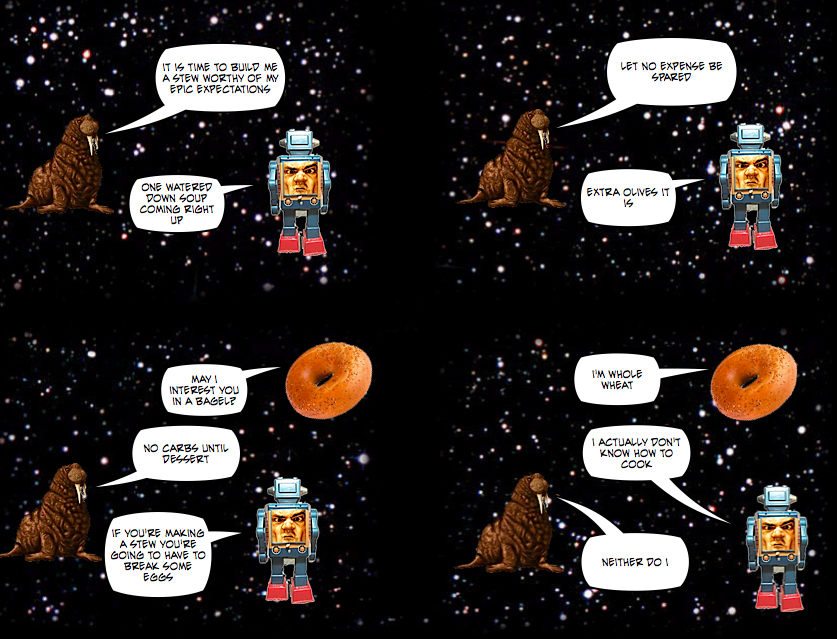 IT IS TIME TO BUILD ME
A STEW WORTHY OF MY
EPIC EXPECTATIONS
ONE WATERED
DOWN SOUP
COMING RIGHT
UP
LET NO EXPENSE BE
SPARED
EXTRA OLIVES IT
IS
MAY I
INTEREST YOU
IN A BAGEL?
NO CARBS UNTIL
DESSERT
IF YOU'RE MAKING
A STEW YOU'RE
GOING TO HAVE TO
BREAK SOME
EGGS
I'M WHOLE
WHEAT
I ACTUALLY DON'T
KNOW HOW TO
COOK
NEITHER DO I